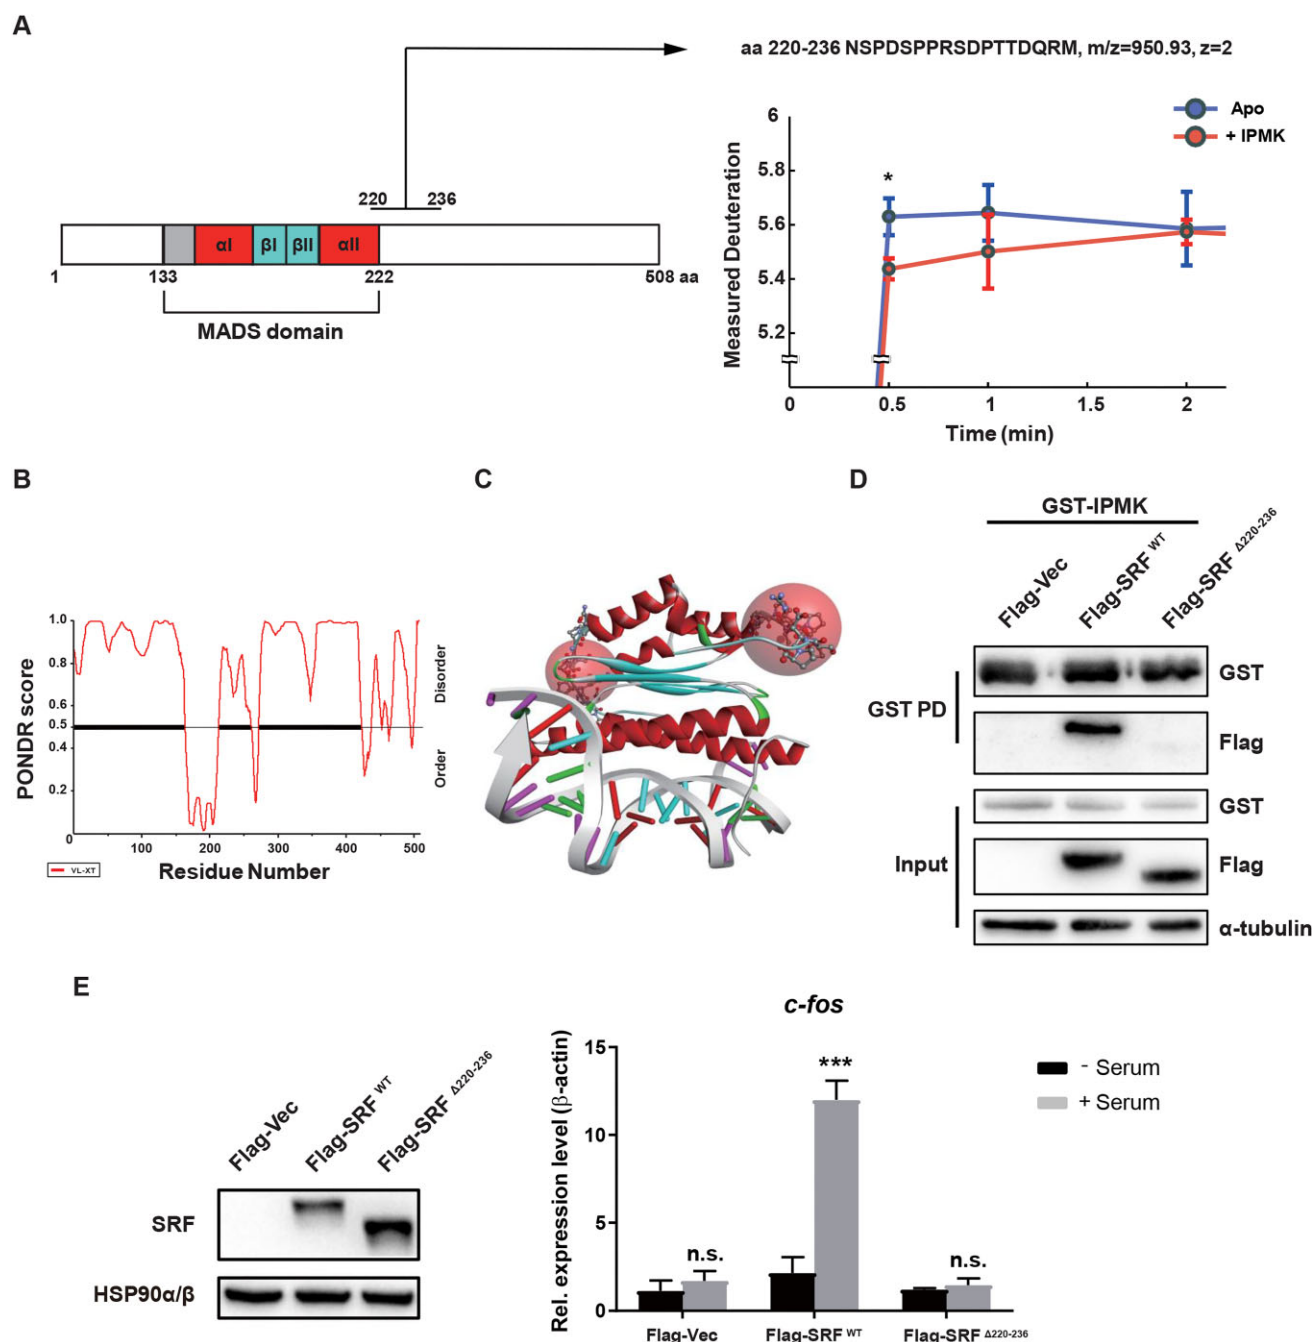 A
aa 220-236 NSPDSPPRSDPTTDQRM, m/z=950.93, z=2
Apo
+ IPMK
220 236
αI βI βII αII
1 133 222 508 aa
MADS domain
Measured Deuteration
6
5.8
5.6
5.4
5.2
*
0 0.5 1 1.5 2
Time (min)
B
PONDR score
1.0
0.8
0.6
0.5
0.4
0.2
0
Disorder
Order
0 100 200 300 400 500
Residue Number
VL-XT
C
D
GST-IPMK
Flag-Vec
Flag-SRF WT
Flag-SRF Δ220-236
GST PD
GST
Flag
Input
GST
Flag
α-tubulin
E
Flag-Vec
Flag-SRF WT
Flag-SRF Δ220-236
SRF
HSP90α/β
c-fos
Rel. expression level (β-actin)
15
10
5
0
n.s.
***
n.s.
- Serum
+ Serum
Flag-Vec Flag-SRF WT Flag-SRF Δ220-236